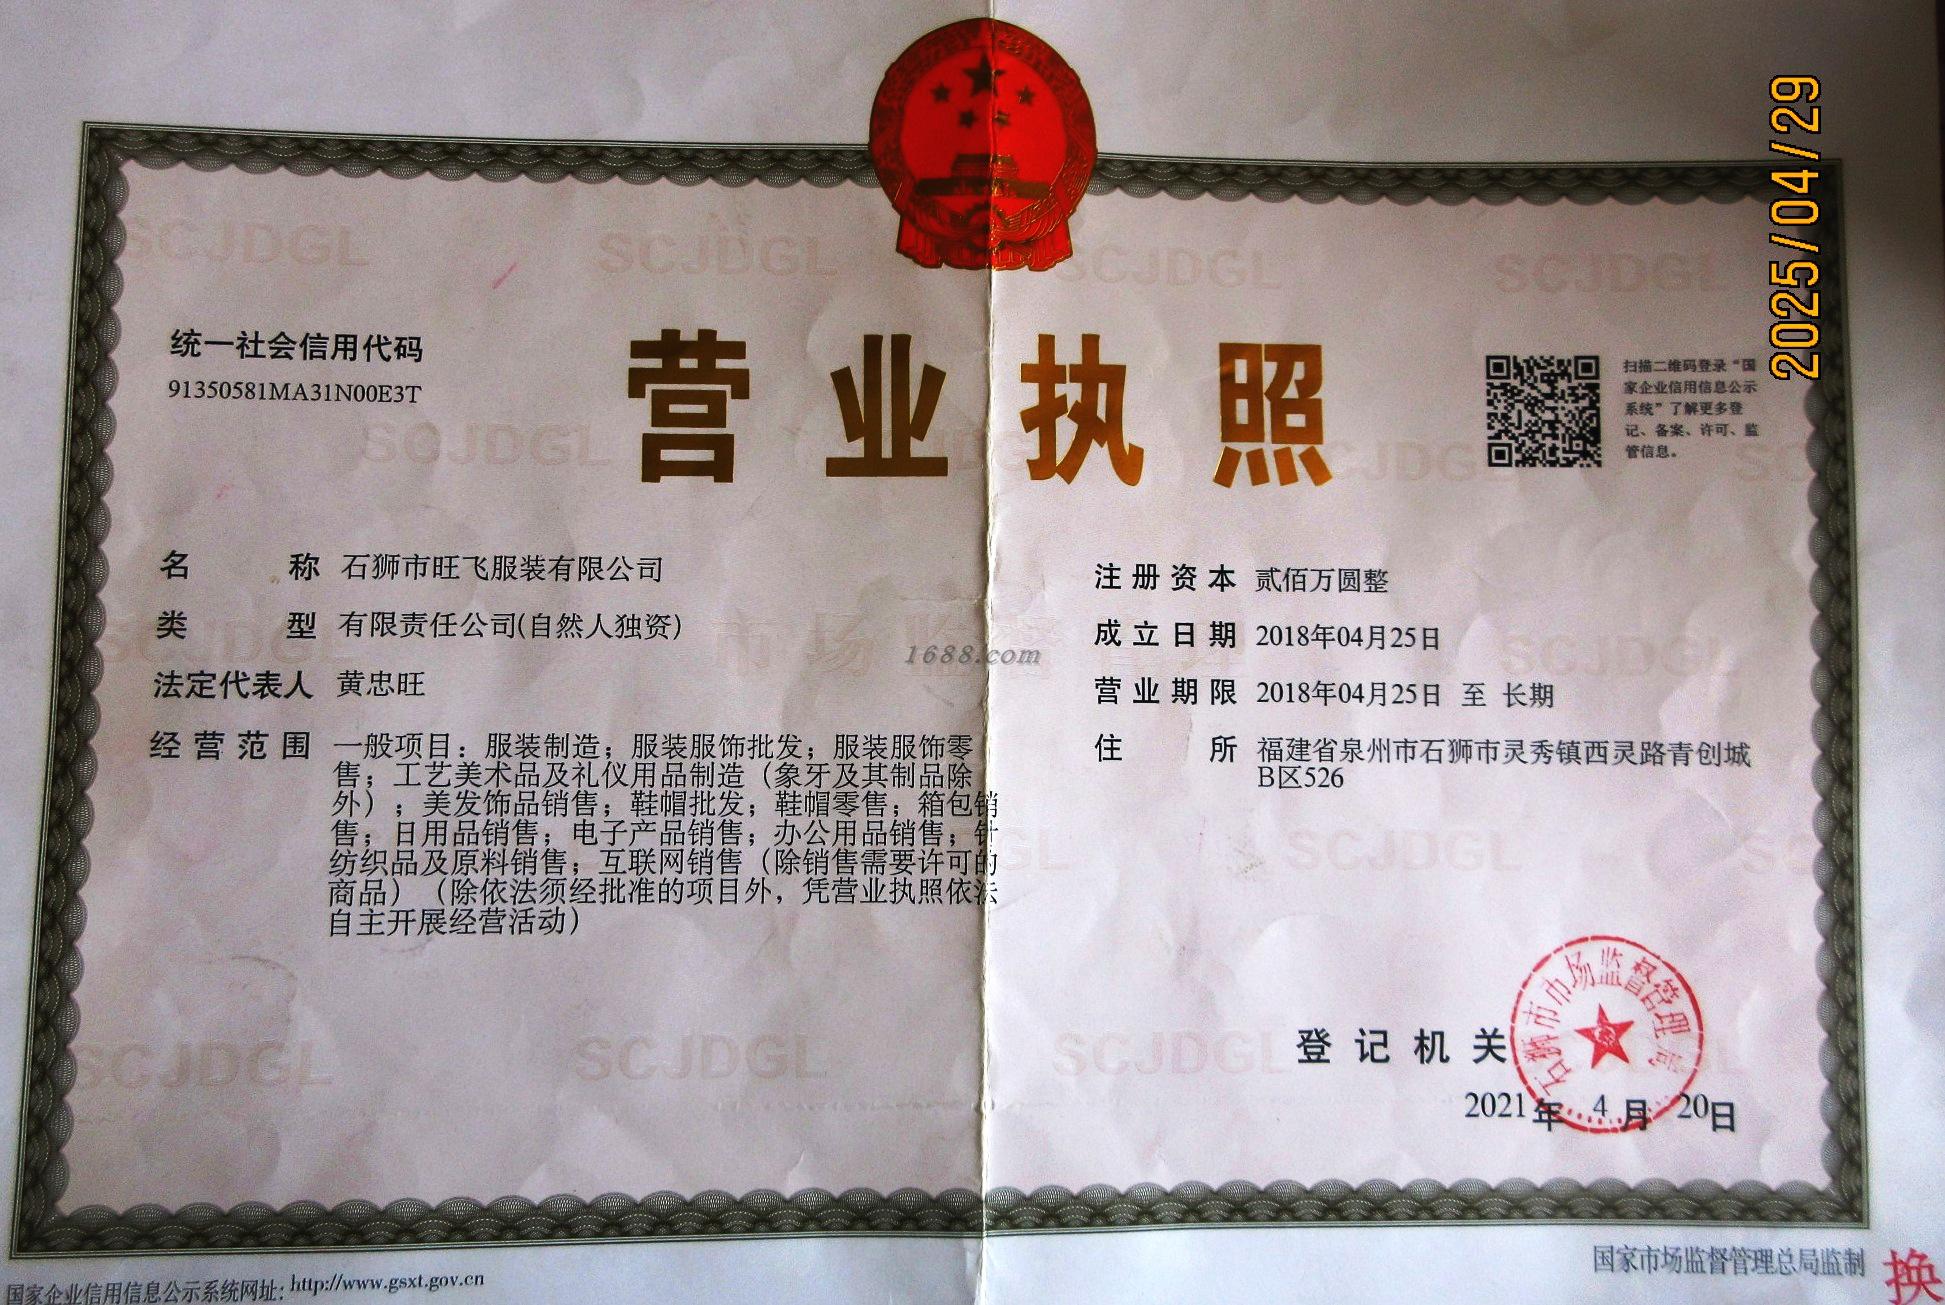 2025/04/29
统一社会信用代码
91350581MA31N00E3T
营业执照
扫描二维码登录“国
家企业信用信息公示
系统”了解更多登
记、备案、许可、监
管信息。
名称 石狮市旺飞服装有限公司
类型 有限责任公司(自然人独资)
法定代表人 黄忠旺
经营范围 一般项目：服装制造；服装服饰批发；服装服饰零
售；工艺美术品及礼仪用品制造（象牙及其制品除
外）；美发饰品销售；鞋帽批发；鞋帽零售；箱包销
售；日用品销售；电子产品销售；办公用品销售；针
纺织品及原料销售；互联网销售（除销售需要许可的
商品）（除依法须经批准的项目外，凭营业执照依法
自主开展经营活动）
注册资本 贰佰万圆整
成立日期 2018年04月25日
营业期限 2018年04月25日 至 长期
住所 福建省泉州市石狮市灵秀镇西灵路青创城
B区526
1688.com
SCJDGL
登记机关
石狮市市场监督管理局
2021年4月20日
国家企业信用信息公示系统网址：http://www.gsxt.gov.cn
国家市场监督管理总局监制
换